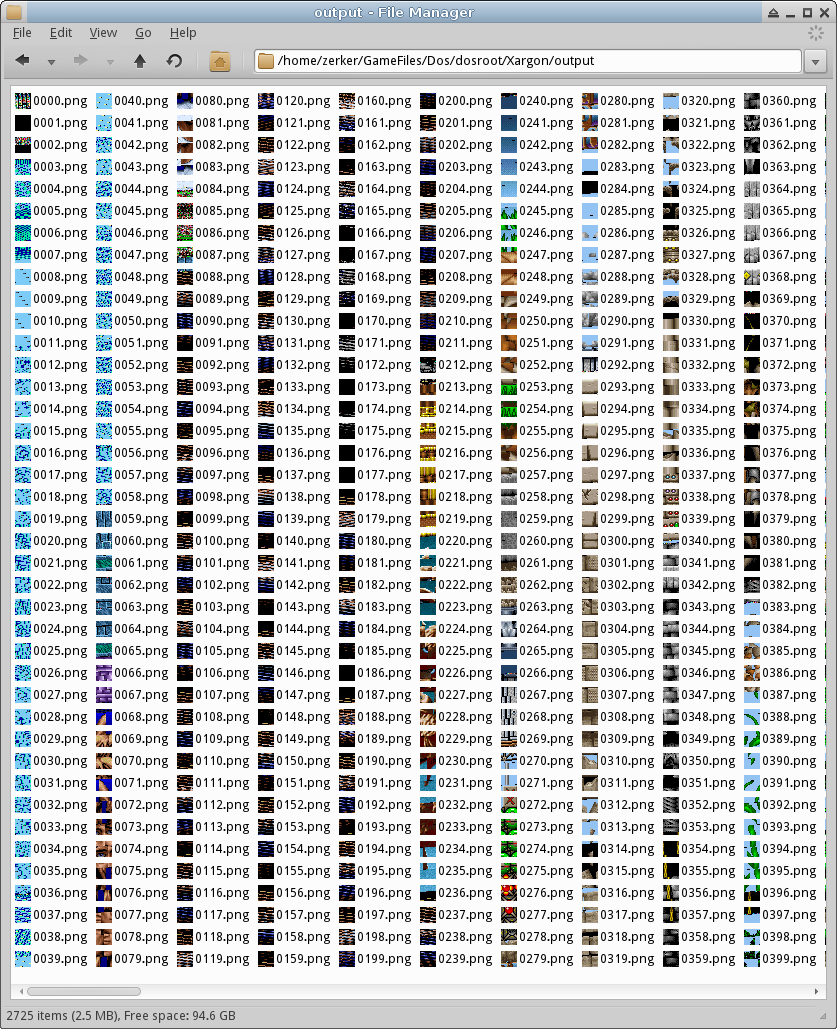 output - File Manager
File Edit View Go Help
/home/zerker/GameFiles/Dos/dosroot/Xargon/output
0000.png 0040.png 0080.png 0120.png 0160.png 0200.png 0240.png 0280.png 0320.png 0360.png
0001.png 0041.png 0081.png 0121.png 0161.png 0201.png 0241.png 0281.png 0321.png 0361.png
0002.png 0042.png 0082.png 0122.png 0162.png 0202.png 0242.png 0282.png 0322.png 0362.png
0003.png 0043.png 0083.png 0123.png 0163.png 0203.png 0243.png 0283.png 0323.png 0363.png
0004.png 0044.png 0084.png 0124.png 0164.png 0204.png 0244.png 0284.png 0324.png 0364.png
0005.png 0045.png 0085.png 0125.png 0165.png 0205.png 0245.png 0285.png 0325.png 0365.png
0006.png 0046.png 0086.png 0126.png 0166.png 0206.png 0246.png 0286.png 0326.png 0366.png
0007.png 0047.png 0087.png 0127.png 0167.png 0207.png 0247.png 0287.png 0327.png 0367.png
0008.png 0048.png 0088.png 0128.png 0168.png 0208.png 0248.png 0288.png 0328.png 0368.png
0009.png 0049.png 0089.png 0129.png 0169.png 0209.png 0249.png 0289.png 0329.png 0369.png
0010.png 0050.png 0090.png 0130.png 0170.png 0210.png 0250.png 0290.png 0330.png 0370.png
0011.png 0051.png 0091.png 0131.png 0171.png 0211.png 0251.png 0291.png 0331.png 0371.png
0012.png 0052.png 0092.png 0132.png 0172.png 0212.png 0252.png 0292.png 0332.png 0372.png
0013.png 0053.png 0093.png 0133.png 0173.png 0213.png 0253.png 0293.png 0333.png 0373.png
0014.png 0054.png 0094.png 0134.png 0174.png 0214.png 0254.png 0294.png 0334.png 0374.png
0015.png 0055.png 0095.png 0135.png 0175.png 0215.png 0255.png 0295.png 0335.png 0375.png
0016.png 0056.png 0096.png 0136.png 0176.png 0216.png 0256.png 0296.png 0336.png 0376.png
0017.png 0057.png 0097.png 0137.png 0177.png 0217.png 0257.png 0297.png 0337.png 0377.png
0018.png 0058.png 0098.png 0138.png 0178.png 0218.png 0258.png 0298.png 0338.png 0378.png
0019.png 0059.png 0099.png 0139.png 0179.png 0219.png 0259.png 0299.png 0339.png 0379.png
0020.png 0060.png 0100.png 0140.png 0180.png 0220.png 0260.png 0300.png 0340.png 0380.png
0021.png 0061.png 0101.png 0141.png 0181.png 0221.png 0261.png 0301.png 0341.png 0381.png
0022.png 0062.png 0102.png 0142.png 0182.png 0222.png 0262.png 0302.png 0342.png 0382.png
0023.png 0063.png 0103.png 0143.png 0183.png 0223.png 0263.png 0303.png 0343.png 0383.png
0024.png 0064.png 0104.png 0144.png 0184.png 0224.png 0264.png 0304.png 0344.png 0384.png
0025.png 0065.png 0105.png 0145.png 0185.png 0225.png 0265.png 0305.png 0345.png 0385.png
0026.png 0066.png 0106.png 0146.png 0186.png 0226.png 0266.png 0306.png 0346.png 0386.png
0027.png 0067.png 0107.png 0147.png 0187.png 0227.png 0267.png 0307.png 0347.png 0387.png
0028.png 0068.png 0108.png 0148.png 0188.png 0228.png 0268.png 0308.png 0348.png 0388.png
0029.png 0069.png 0109.png 0149.png 0189.png 0229.png 0269.png 0309.png 0349.png 0389.png
0030.png 0070.png 0110.png 0150.png 0190.png 0230.png 0270.png 0310.png 0350.png 0390.png
0031.png 0071.png 0111.png 0151.png 0191.png 0231.png 0271.png 0311.png 0351.png 0391.png
0032.png 0072.png 0112.png 0152.png 0192.png 0232.png 0272.png 0312.png 0352.png 0392.png
0033.png 0073.png 0113.png 0153.png 0193.png 0233.png 0273.png 0313.png 0353.png 0393.png
0034.png 0074.png 0114.png 0154.png 0194.png 0234.png 0274.png 0314.png 0354.png 0394.png
0035.png 0075.png 0115.png 0155.png 0195.png 0235.png 0275.png 0315.png 0355.png 0395.png
0036.png 0076.png 0116.png 0156.png 0196.png 0236.png 0276.png 0316.png 0356.png 0396.png
0037.png 0077.png 0117.png 0157.png 0197.png 0237.png 0277.png 0317.png 0357.png 0397.png
0038.png 0078.png 0118.png 0158.png 0198.png 0238.png 0278.png 0318.png 0358.png 0398.png
0039.png 0079.png 0119.png 0159.png 0199.png 0239.png 0279.png 0319.png 0359.png 0399.png
2725 items (2.5 MB), Free space: 94.6 GB